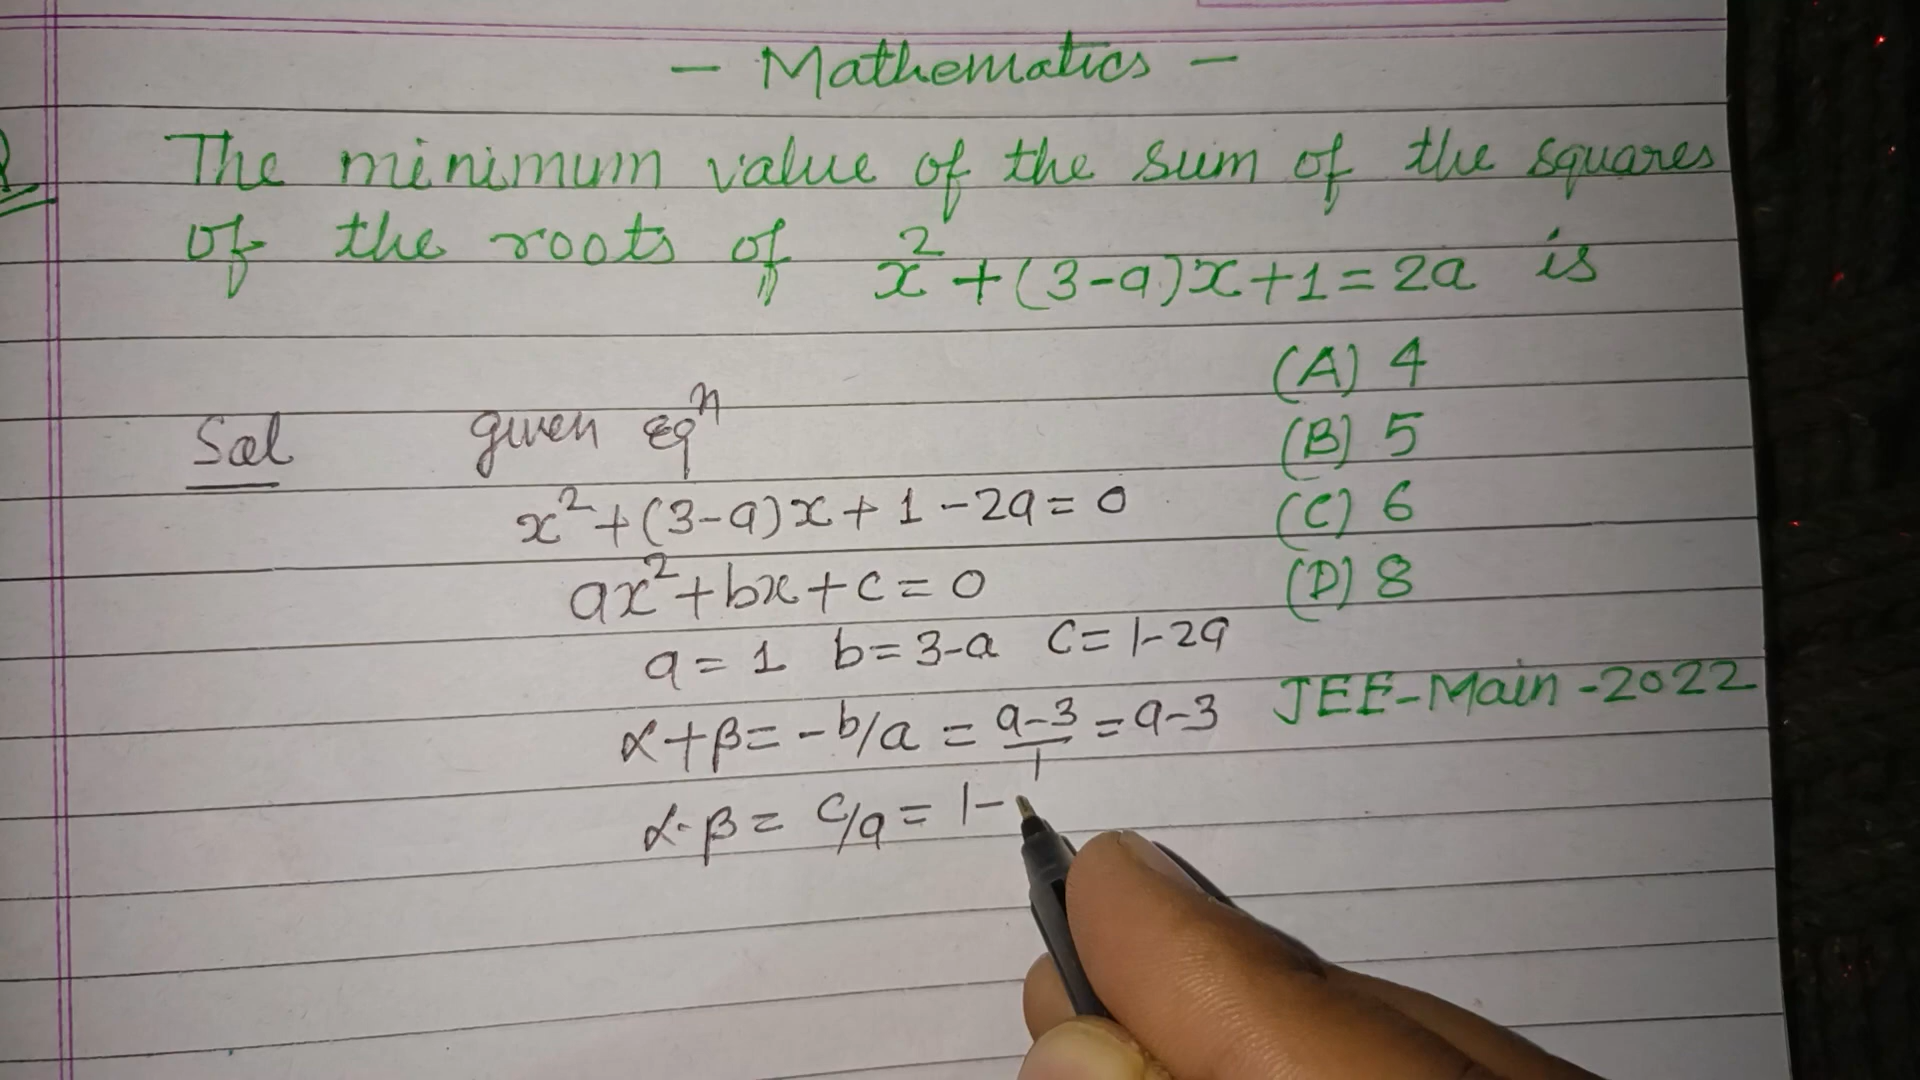 - Mathematics -
The minimum value of the sum of the squares
of the roots of x² + (3-a)x + 1 = 2a is
(A) 4
(B) 5
(C) 6
(D) 8
JEE-Main-2022
Sol given Eqⁿ
x² + (3-a)x + 1 - 2a = 0
ax² + bx + c = 0
a = 1 b = 3-a c = 1-2a
α+β = -b/a = a-3/1 = a-3
α·β = c/a = 1-